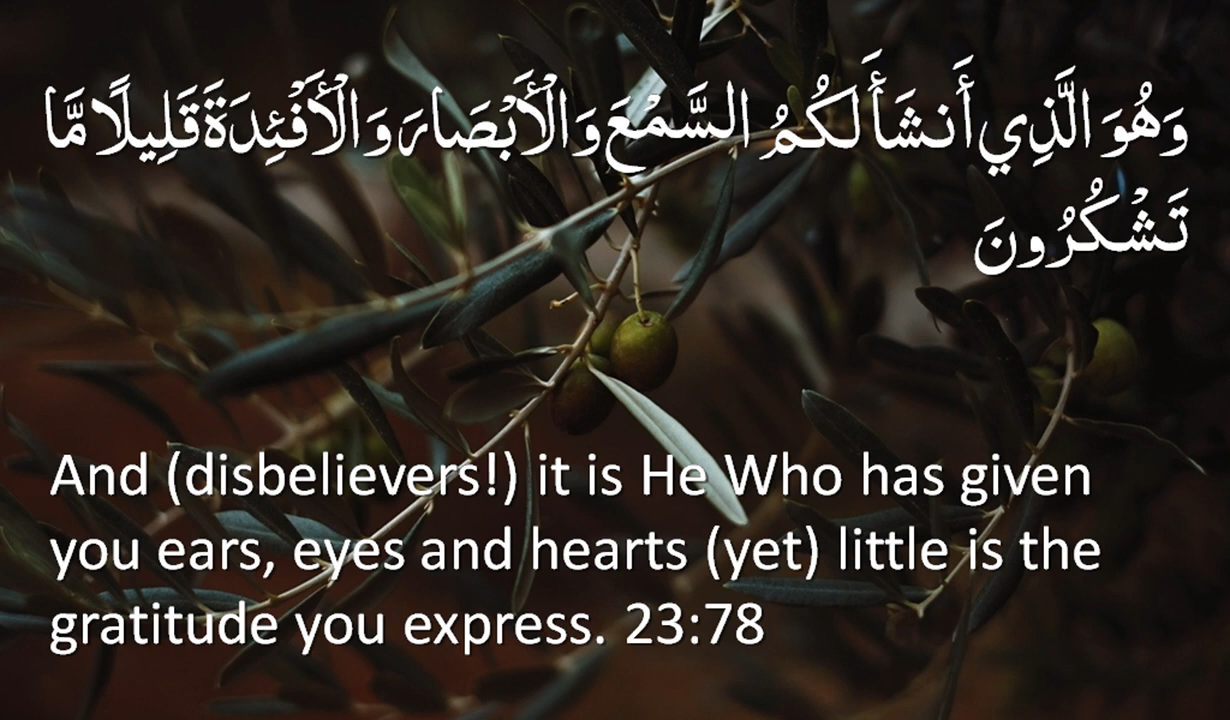 وَهُوَ الَّذِي أَنشَأَ لَكُمُ السَّمْعَ وَالْأَبْصَارَ وَالْأَفْئِدَةَ قَلِيلًا مَّا
تَشْكُرُونَ
And (disbelievers!) it is He Who has given
you ears, eyes and hearts (yet) little is the
gratitude you express. 23:78